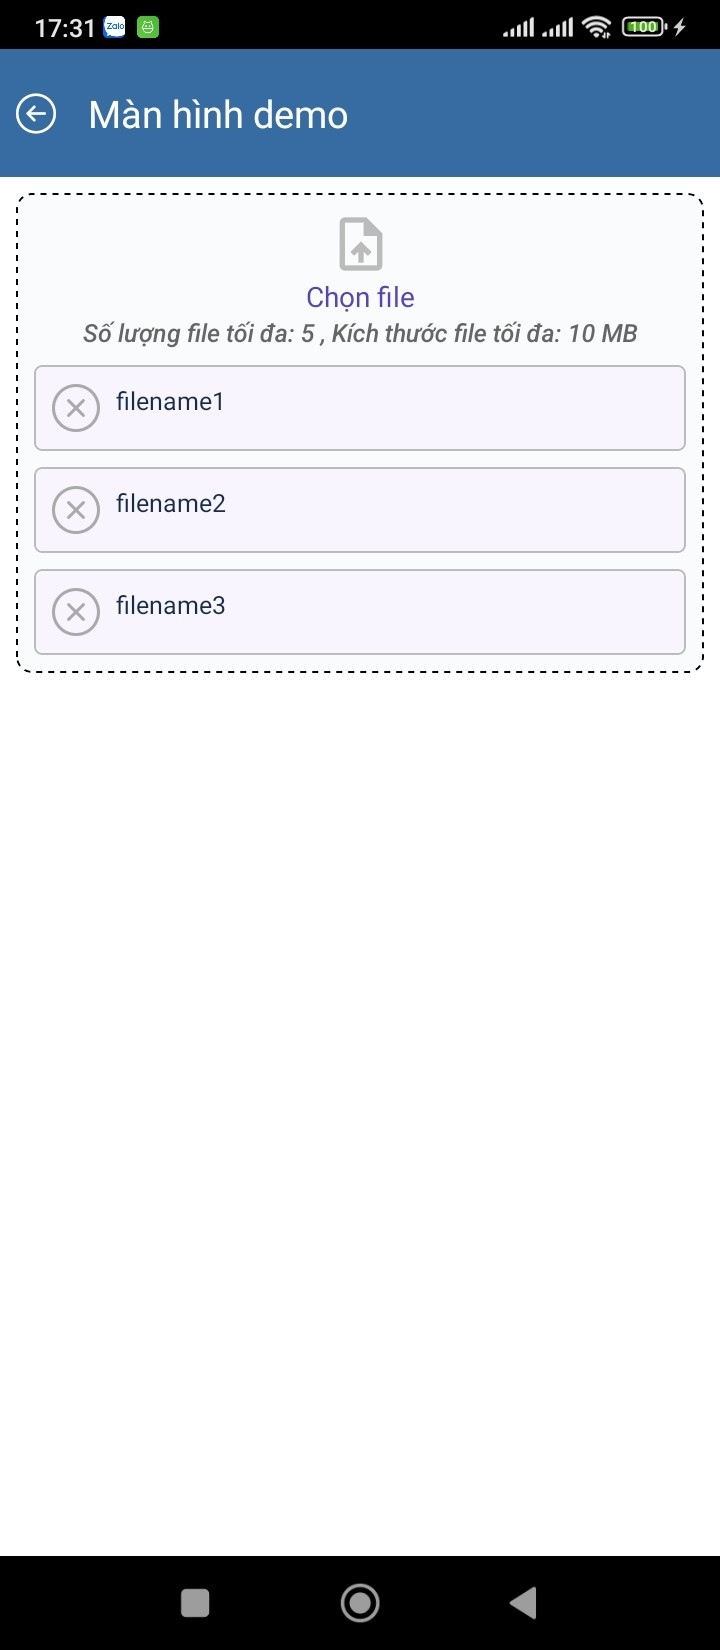 17:31 Zalo 100
Màn hình demo
Chọn file
Số lượng file tối đa: 5 , Kích thước file tối đa: 10 MB
filename1
filename2
filename3